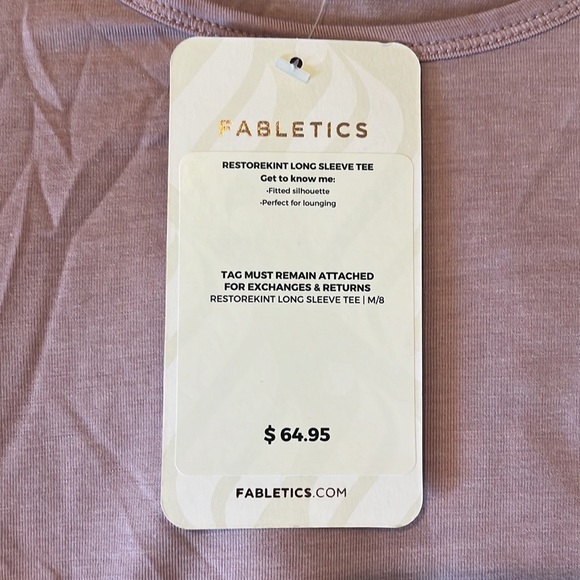 FABLETICS
RESTOREKINT LONG SLEEVE TEE
Get to know me:
•Fitted silhouette
•Perfect for lounging
TAG MUST REMAIN ATTACHED
FOR EXCHANGES & RETURNS
RESTOREKINT LONG SLEEVE TEE | M/8
$ 64.95
FABLETICS.COM